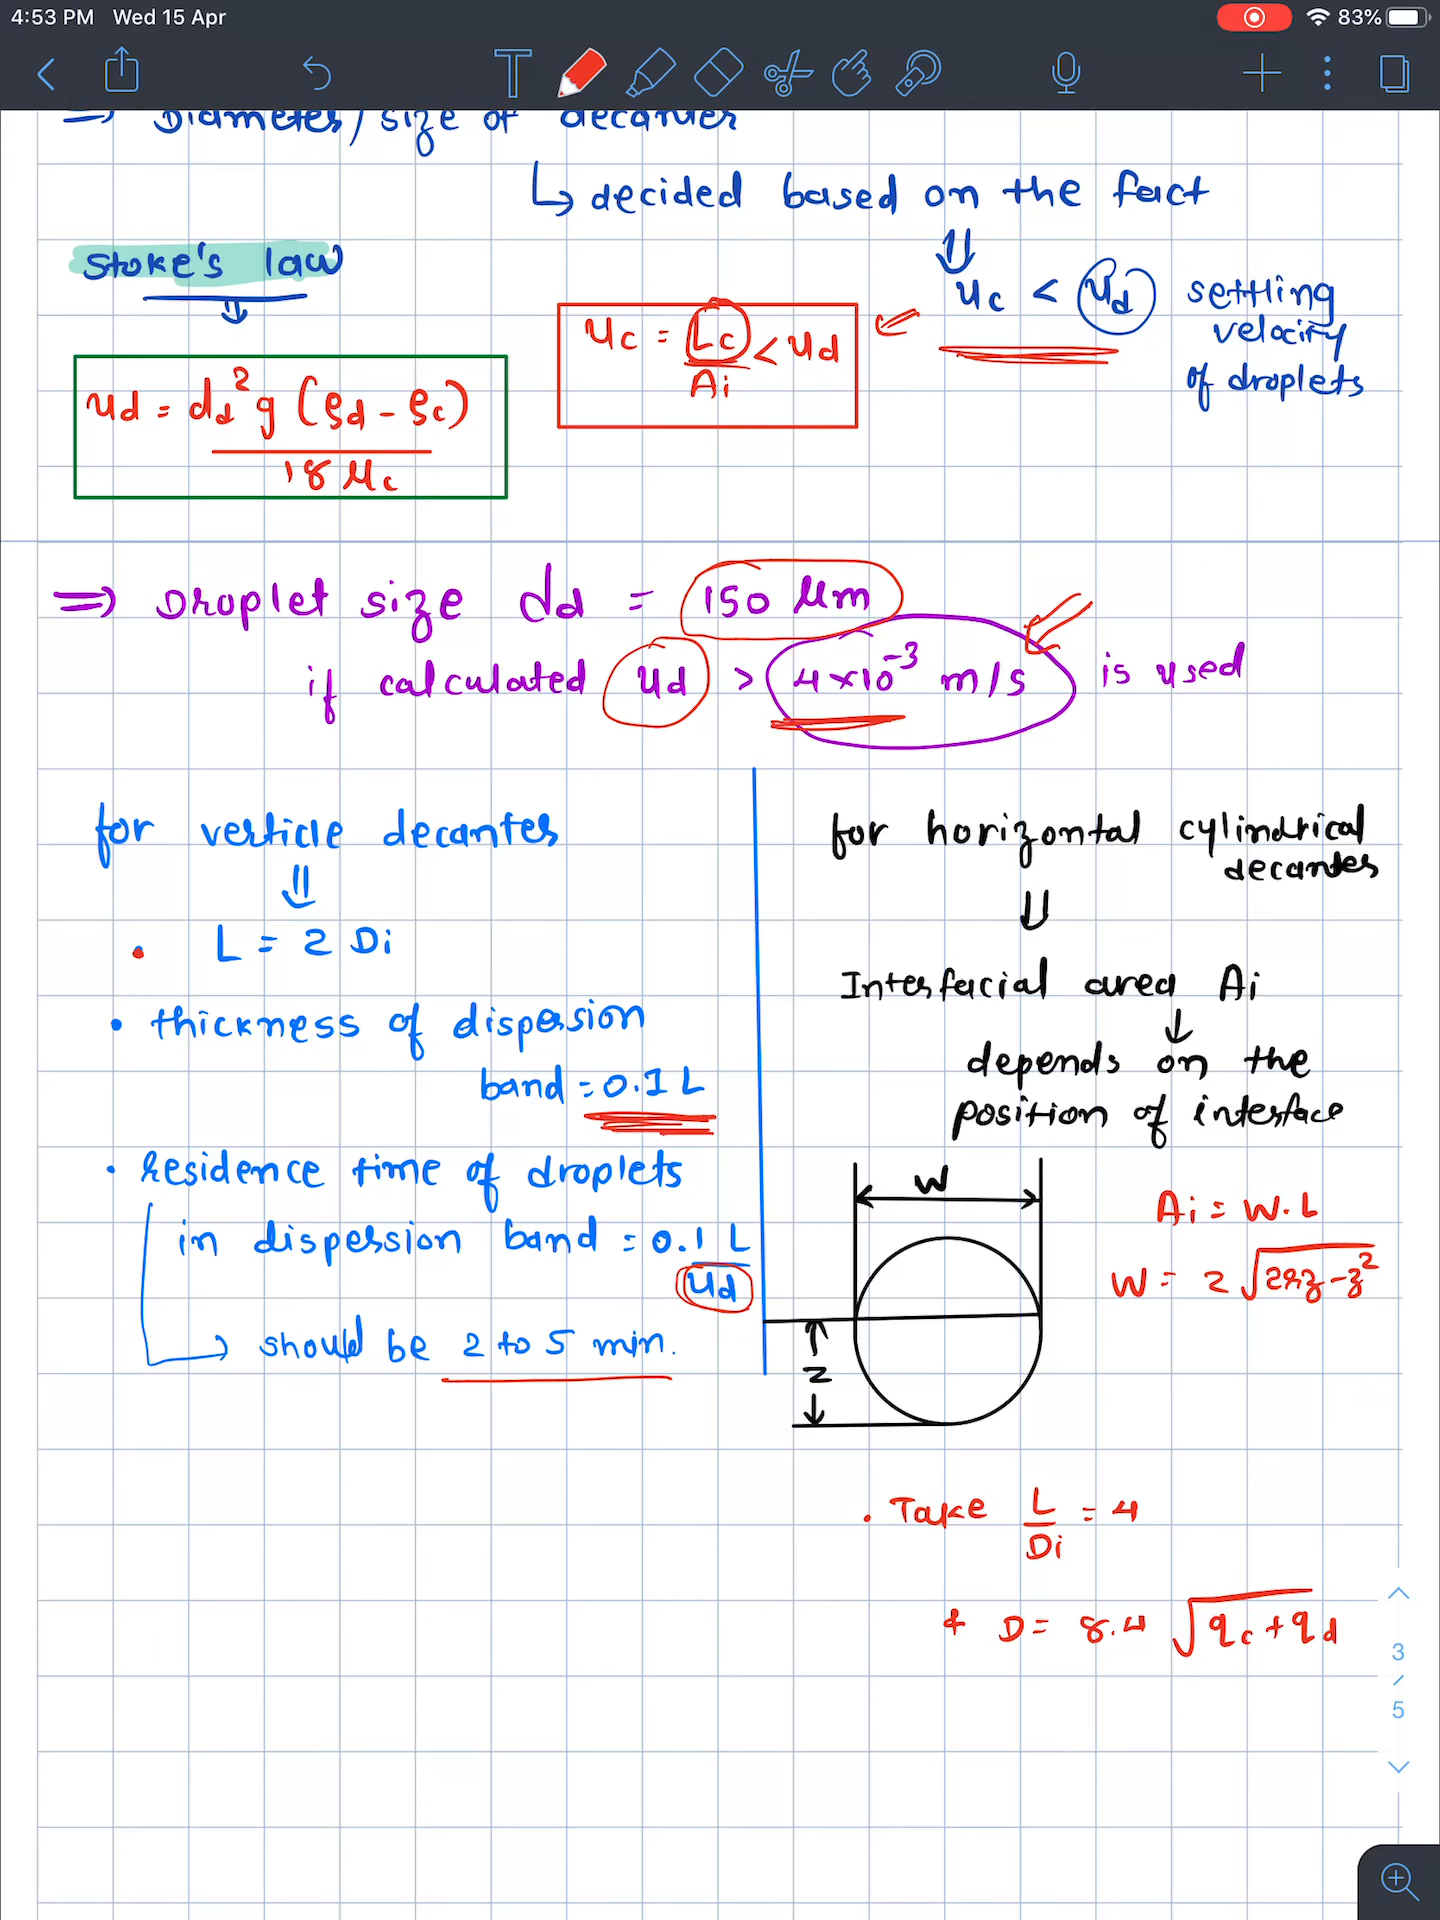 4:53 PM Wed 15 Apr
83%
T
=> Diameter/size of decanter
↳ decided based on the fact
⇓
Stoke's law
⇓
uc < ud settling
velocity
of droplets
uc = Lc / Ai < ud
ud = dd² g (ρd - ρc) / 18 μc
=> Droplet size dd = 150 μm
if calculated ud > 4×10⁻³ m/s is used
for verticle decanter
⇓
• L = 2 Di
• thickness of dispersion
band = 0.1 L
• Residence time of droplets
in dispersion band = 0.1 L / ud
→ should be 2 to 5 min.
for horizontal cylindrical
decanter
⇓
Interfacial area Ai
↓
depends on the
position of interface
W
Z
Ai = W.L
W = 2 √2rz - z²
• Take L / Di = 4
& D = 8.4 √qc + qd
3
/
5